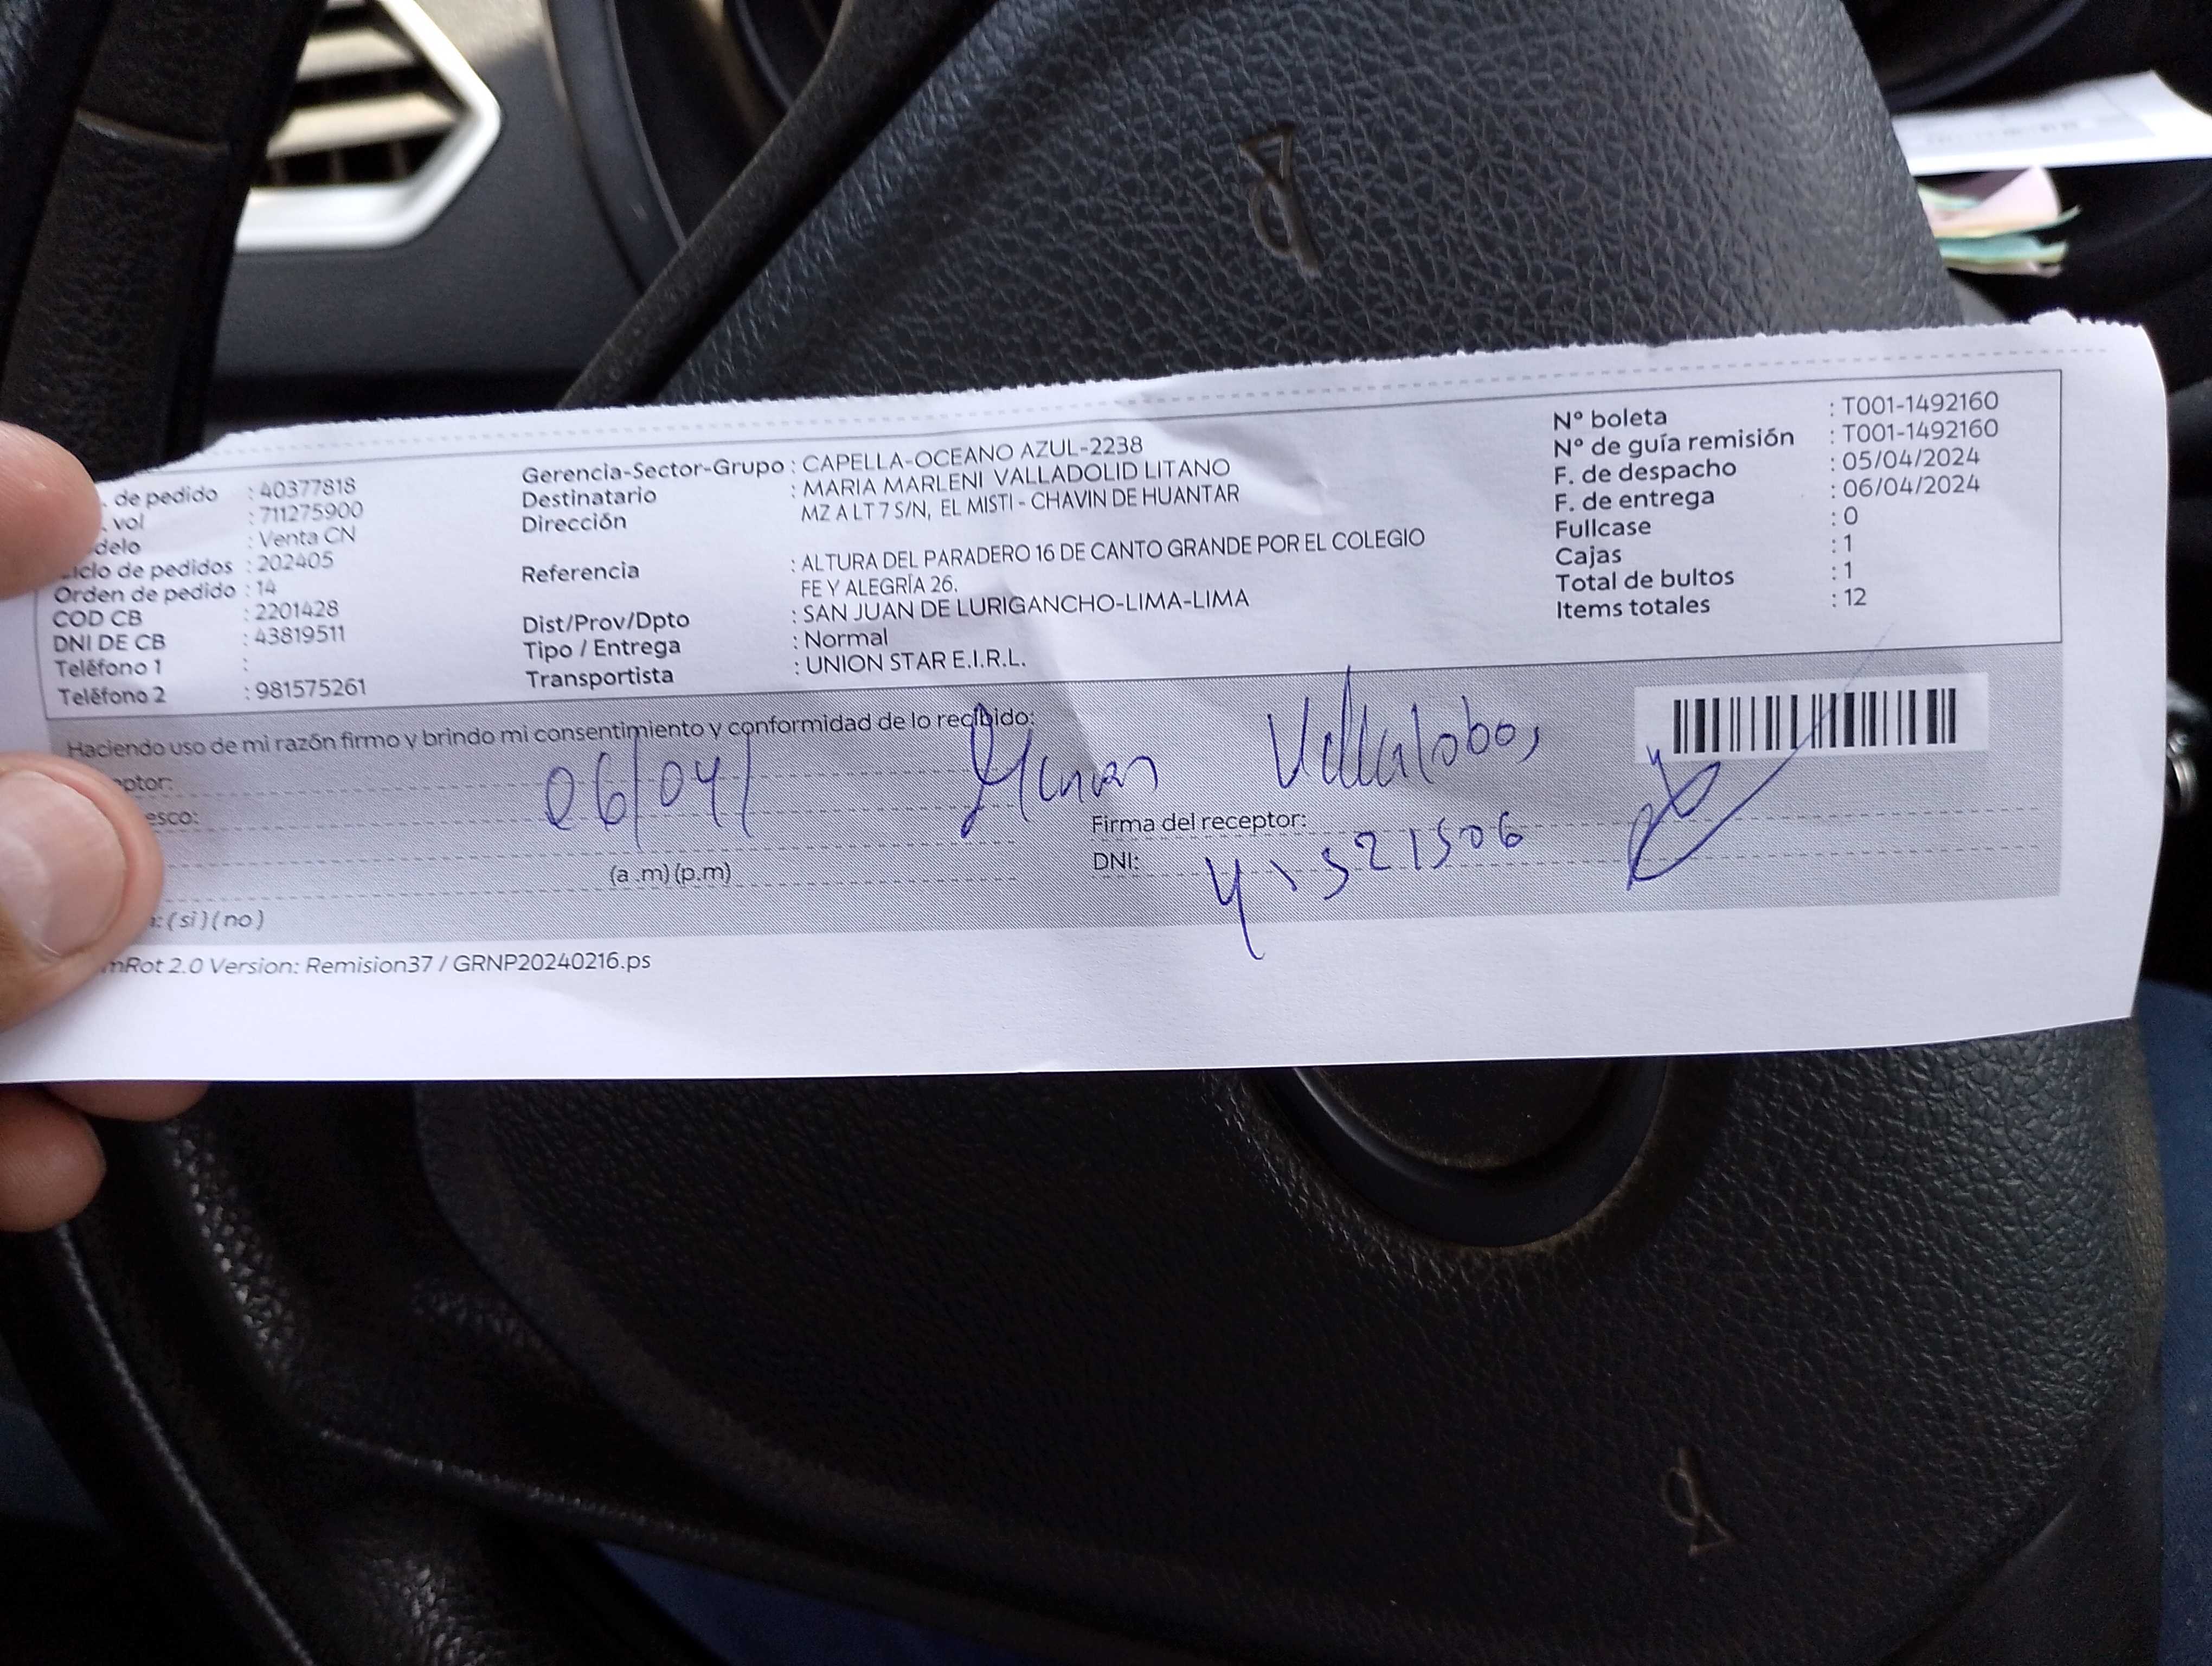 . de pedido : 40377818
. vol : 711275900
delo : Venta CN
Ciclo de pedidos : 202405
Orden de pedido : 14
COD CB : 2201428
DNI DE CB : 43819511
Teléfono 1 :
Teléfono 2 : 981575261
Gerencia-Sector-Grupo : CAPELLA-OCEANO AZUL-2238
Destinatario : MARIA MARLENI VALLADOLID LITANO
Dirección MZ A LT 7 S/N, EL MISTI - CHAVIN DE HUANTAR
Referencia : ALTURA DEL PARADERO 16 DE CANTO GRANDE POR EL COLEGIO
FE Y ALEGRÍA 26.
Dist/Prov/Dpto : SAN JUAN DE LURIGANCHO-LIMA-LIMA
Tipo / Entrega : Normal
Transportista : UNION STAR E.I.R.L.
Nº boleta : T001-1492160
Nº de guía remisión : T001-1492160
F. de despacho : 05/04/2024
F. de entrega : 06/04/2024
Fullcase : 0
Cajas : 1
Total de bultos : 1
Items totales : 12
Haciendo uso de mi razón firmo y brindo mi consentimiento y conformidad de lo recibido:
eptor:
esco:
06/04/ Villalobos
Firma del receptor:
(a .m) (p.m)
DNI:
: ( si ) ( no )
mRot 2.0 Version: Remision37 / GRNP20240216.ps